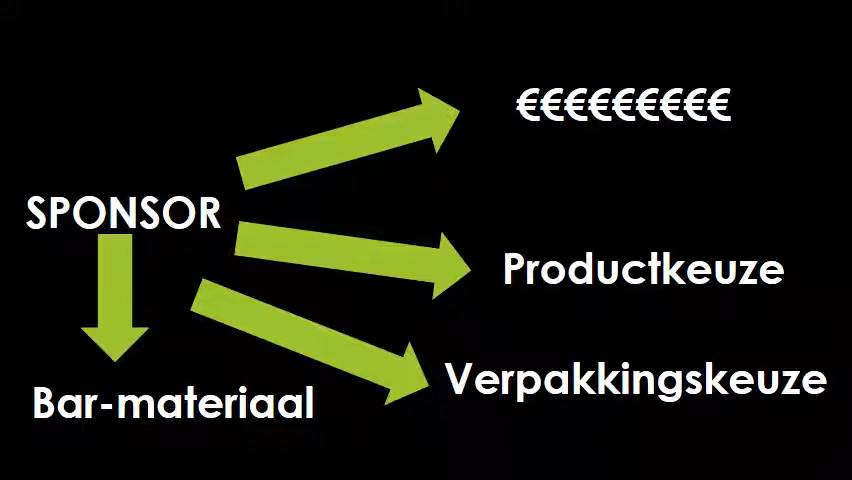 €€€€€€€€€
SPONSOR
Productkeuze
Verpakkingskeuze
Bar-materiaal